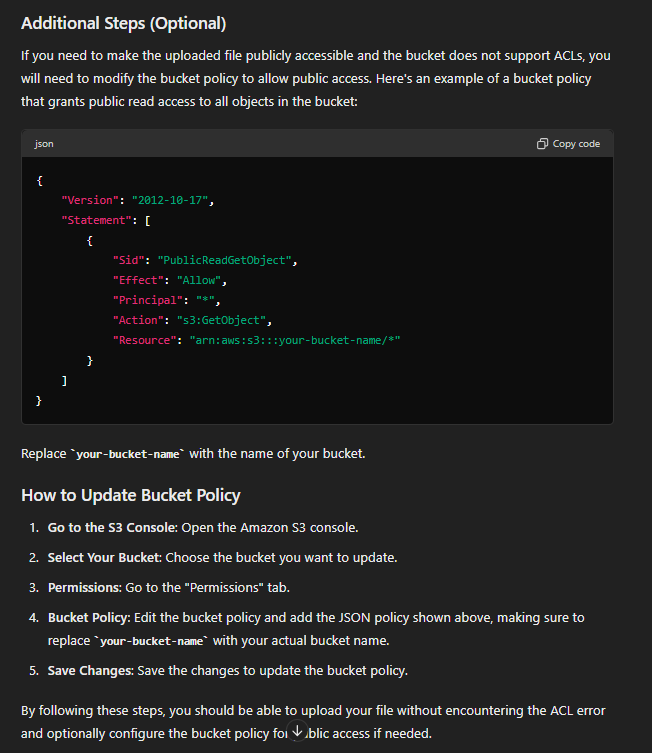 Additional Steps (Optional)
If you need to make the uploaded file publicly accessible and the bucket does not support ACLs, you
will need to modify the bucket policy to allow public access. Here's an example of a bucket policy
that grants public read access to all objects in the bucket:
json Copy code
{
    "Version": "2012-10-17",
    "Statement": [
        {
            "Sid": "PublicReadGetObject",
            "Effect": "Allow",
            "Principal": "*",
            "Action": "s3:GetObject",
            "Resource": "arn:aws:s3:::your-bucket-name/*"
        }
    ]
}
Replace `your-bucket-name` with the name of your bucket.
How to Update Bucket Policy
1. Go to the S3 Console: Open the Amazon S3 console.
2. Select Your Bucket: Choose the bucket you want to update.
3. Permissions: Go to the "Permissions" tab.
4. Bucket Policy: Edit the bucket policy and add the JSON policy shown above, making sure to
replace `your-bucket-name` with your actual bucket name.
5. Save Changes: Save the changes to update the bucket policy.
By following these steps, you should be able to upload your file without encountering the ACL error
and optionally configure the bucket policy for public access if needed.